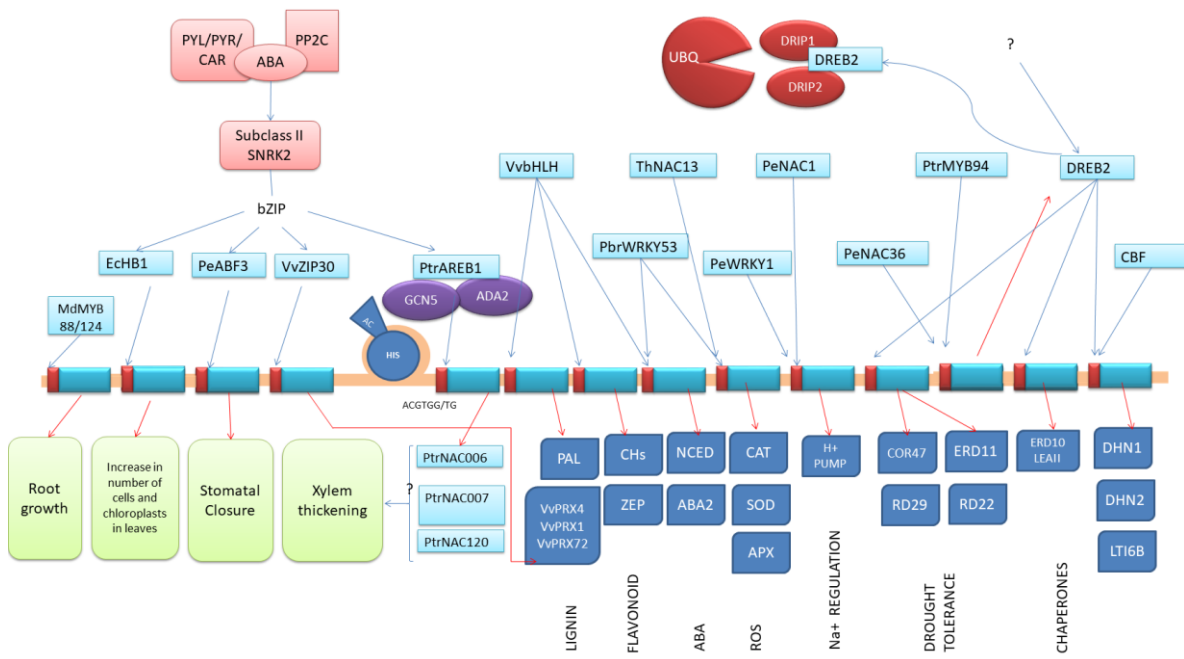 PYL/PYR/
CAR
PP2C
ABA
UBQ
DRIP1
DREB2
DRIP2
?
Subclass II
SNRK2
VvbHLH
ThNAC13
PeNAC1
PtrMYB94
DREB2
bZIP
EcHB1
PeABF3
VvZIP30
PtrAREB1
PbrWRKY53
PeWRKY1
PeNAC36
CBF
GCN5
ADA2
MdMYB
88/124
AC
HIS
ACGTGG/TG
Root
growth
Increase in
number of
cells and
chloroplasts
in leaves
Stomatal
Closure
Xylem
thickening
?
PtrNAC006
PtrNAC007
PtrNAC120
PAL
VvPRX4
VvPRX1
VvPRX72
CHs
ZEP
NCED
ABA2
CAT
SOD
APX
H+
PUMP
COR47
RD29
ERD11
RD22
ERD10
LEAII
DHN1
DHN2
LTI6B
LIGNIN
FLAVONOID
ABA
ROS
Na+ REGULATION
DROUGHT
TOLERANCE
CHAPERONES